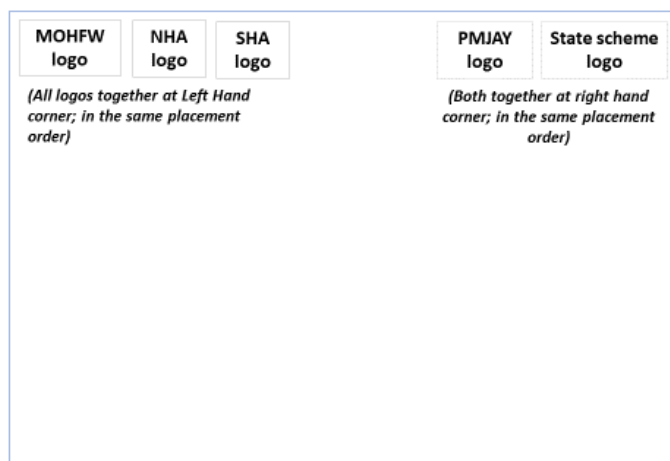 MOHFW
logo
NHA
logo
SHA
logo
PMJAY
logo
State scheme
logo
(All logos together at Left Hand
corner; in the same placement
order)
(Both together at right hand
corner; in the same placement
order)